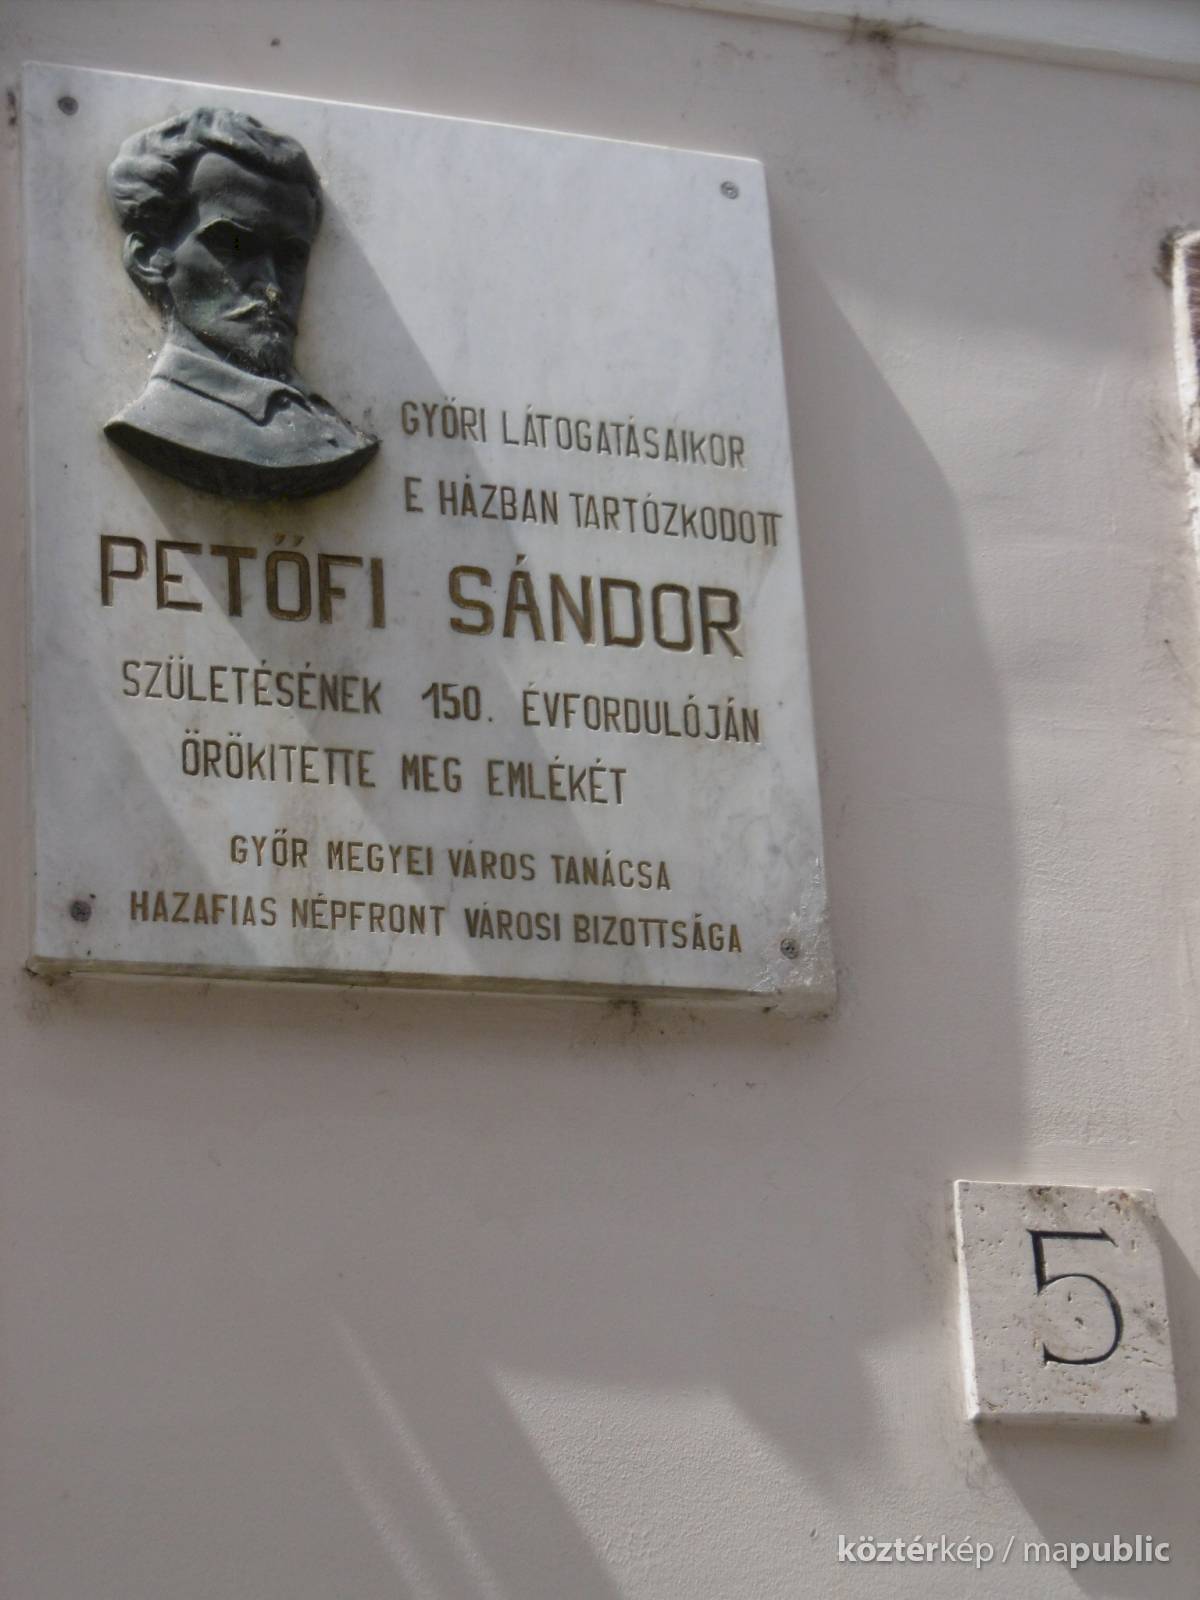 GYŐRI LÁTOGATÁSAIKOR
E HÁZBAN TARTÓZKODOTT
PETŐFI SÁNDOR
SZÜLETÉSÉNEK 150. ÉVFORDULÓJÁN
ÖRÖKITETTE MEG EMLÉKÉT
GYŐR MEGYEI VÁROS TANÁCSA
HAZAFIAS NÉPFRONT VÁROSI BIZOTTSÁGA
5
köztérkép / mapublic